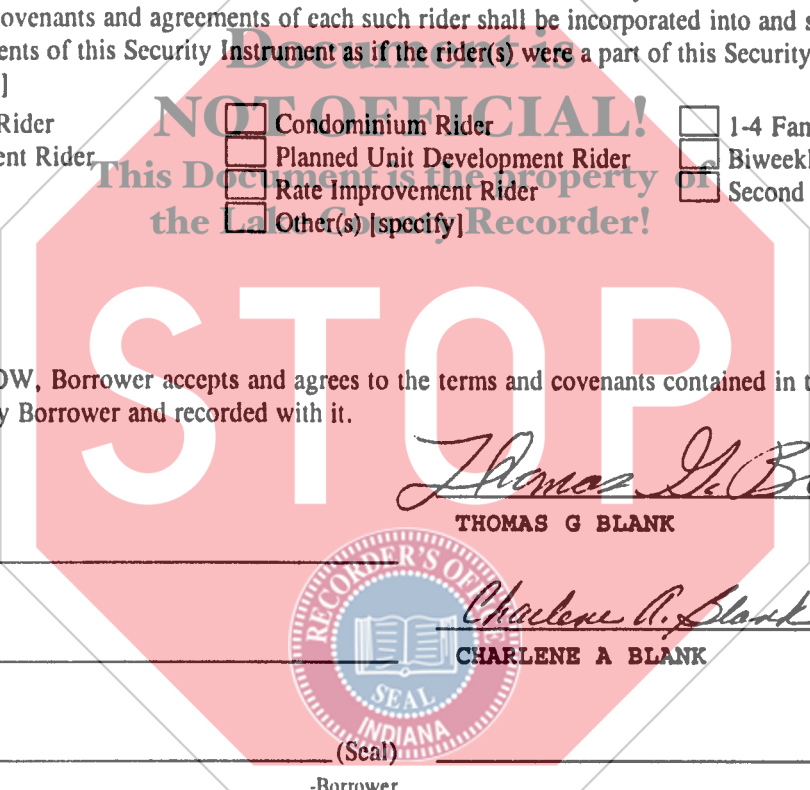 ovenants and agreements of each such rider shall be incorporated into and s
ents of this Security Instrument as if the rider(s) were a part of this Security
Document is
]
NOT OFFICIAL!
Rider Condominium Rider 1-4 Fam
ent Rider Planned Unit Development Rider Biweekl
This Document is the property of
Rate Improvement Rider Second
the Lake County Recorder!
Other(s) [specify]
STOP
OW, Borrower accepts and agrees to the terms and covenants contained in t
y Borrower and recorded with it.
Thomas G. B
THOMAS G BLANK
RECORDER'S OFFICE
Charlene A. Blank
CHARLENE A BLANK
SEAL
INDIANA
(Seal)
-Borrower